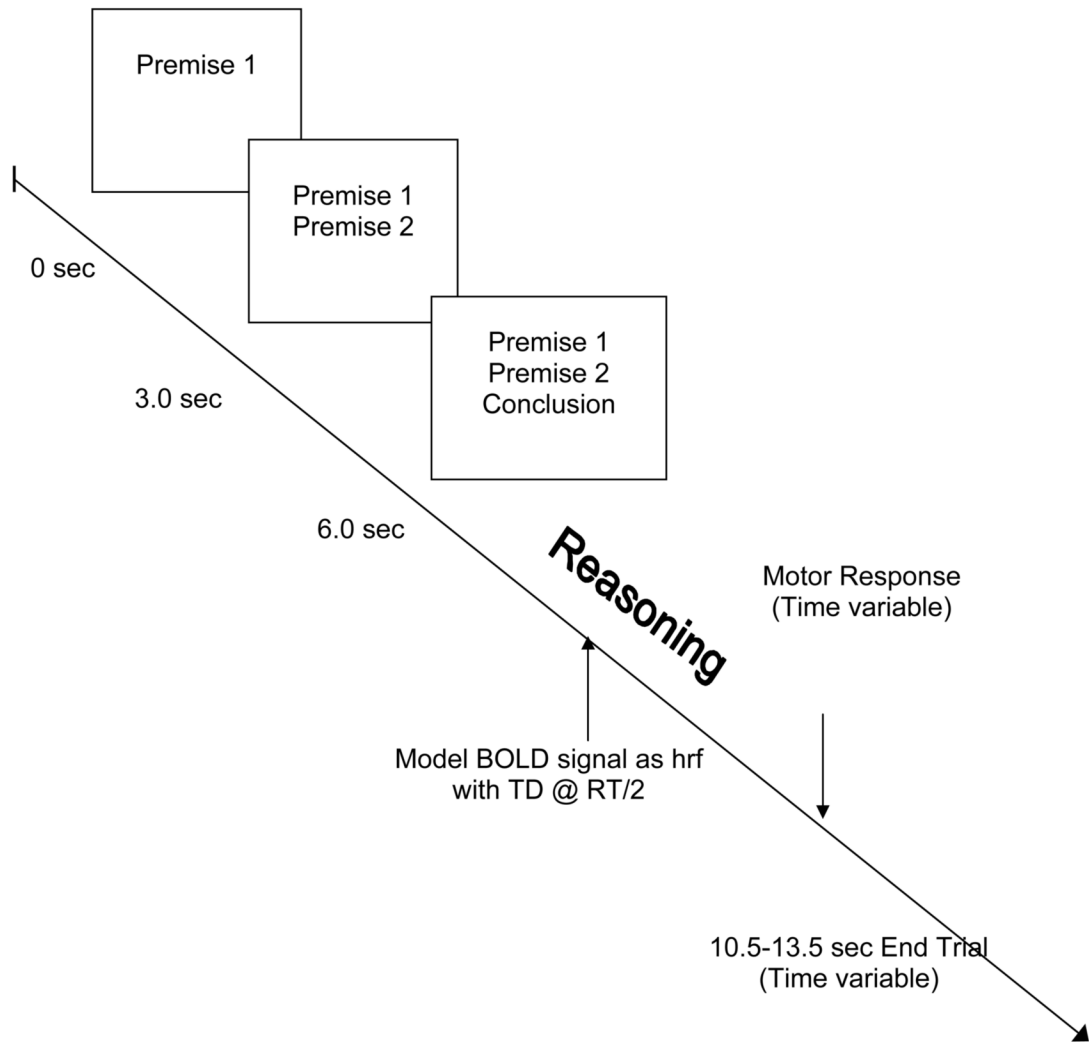 Premise 1
Premise 1
Premise 2
0 sec
Premise 1
Premise 2
Conclusion
3.0 sec
6.0 sec
Reasoning
Motor Response
(Time variable)
Model BOLD signal as hrf
with TD @ RT/2
10.5-13.5 sec End Trial
(Time variable)